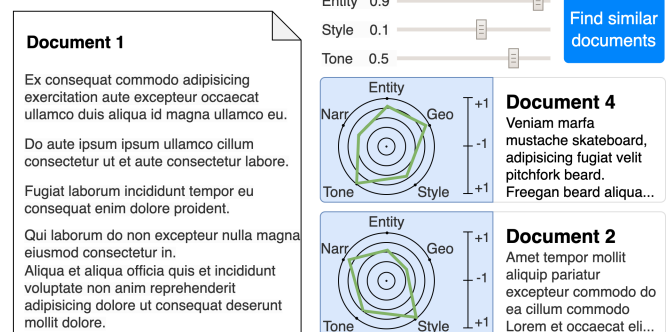 Document 1
Ex consequat commodo adipisicing
exercitation aute excepteur occaecat
ullamco duis aliqua id magna ullamco eu.
Do aute ipsum ipsum ullamco cillum
consectetur ut et aute consectetur labore.
Fugiat laborum incididunt tempor eu
consequat enim dolore proident.
Qui laborum do non excepteur nulla magna
eiusmod consectetur in.
Aliqua et aliqua officia quis et incididunt
voluptate non anim reprehenderit
adipisicing dolore ut consequat deserunt
mollit dolore.
Entity 0.9
Style 0.1
Tone 0.5
Find similar
documents
Entity
Narr
Geo
Tone
Style
+1
-1
+1
Document 4
Veniam marfa
mustache skateboard,
adipisicing fugiat velit
pitchfork beard.
Freegan beard aliqua...
Entity
Narr
Geo
Tone
Style
+1
-1
+1
Document 2
Amet tempor mollit
aliquip pariatur
excepteur commodo do
ea cillum commodo
Lorem et occaecat eli...